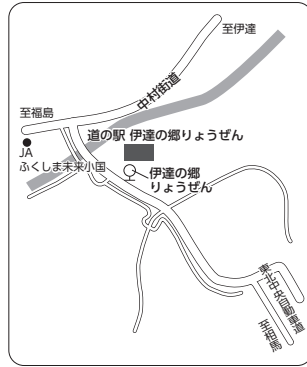 至伊達
中村街道
至福島
道の駅 伊達の郷りょうぜん
JA
ふくしま未来小国
伊達の郷
りょうぜん
東北中央自動車道
至相馬